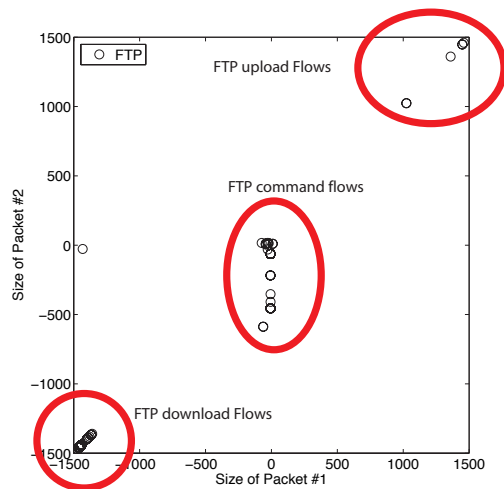 1500
FTP
FTP upload Flows
1000
500
FTP command flows
0
−500
−1000
FTP download Flows
−1500
−1500 −1000 −500 0 500 1000 1500
Size of Packet #1
Size of Packet #2